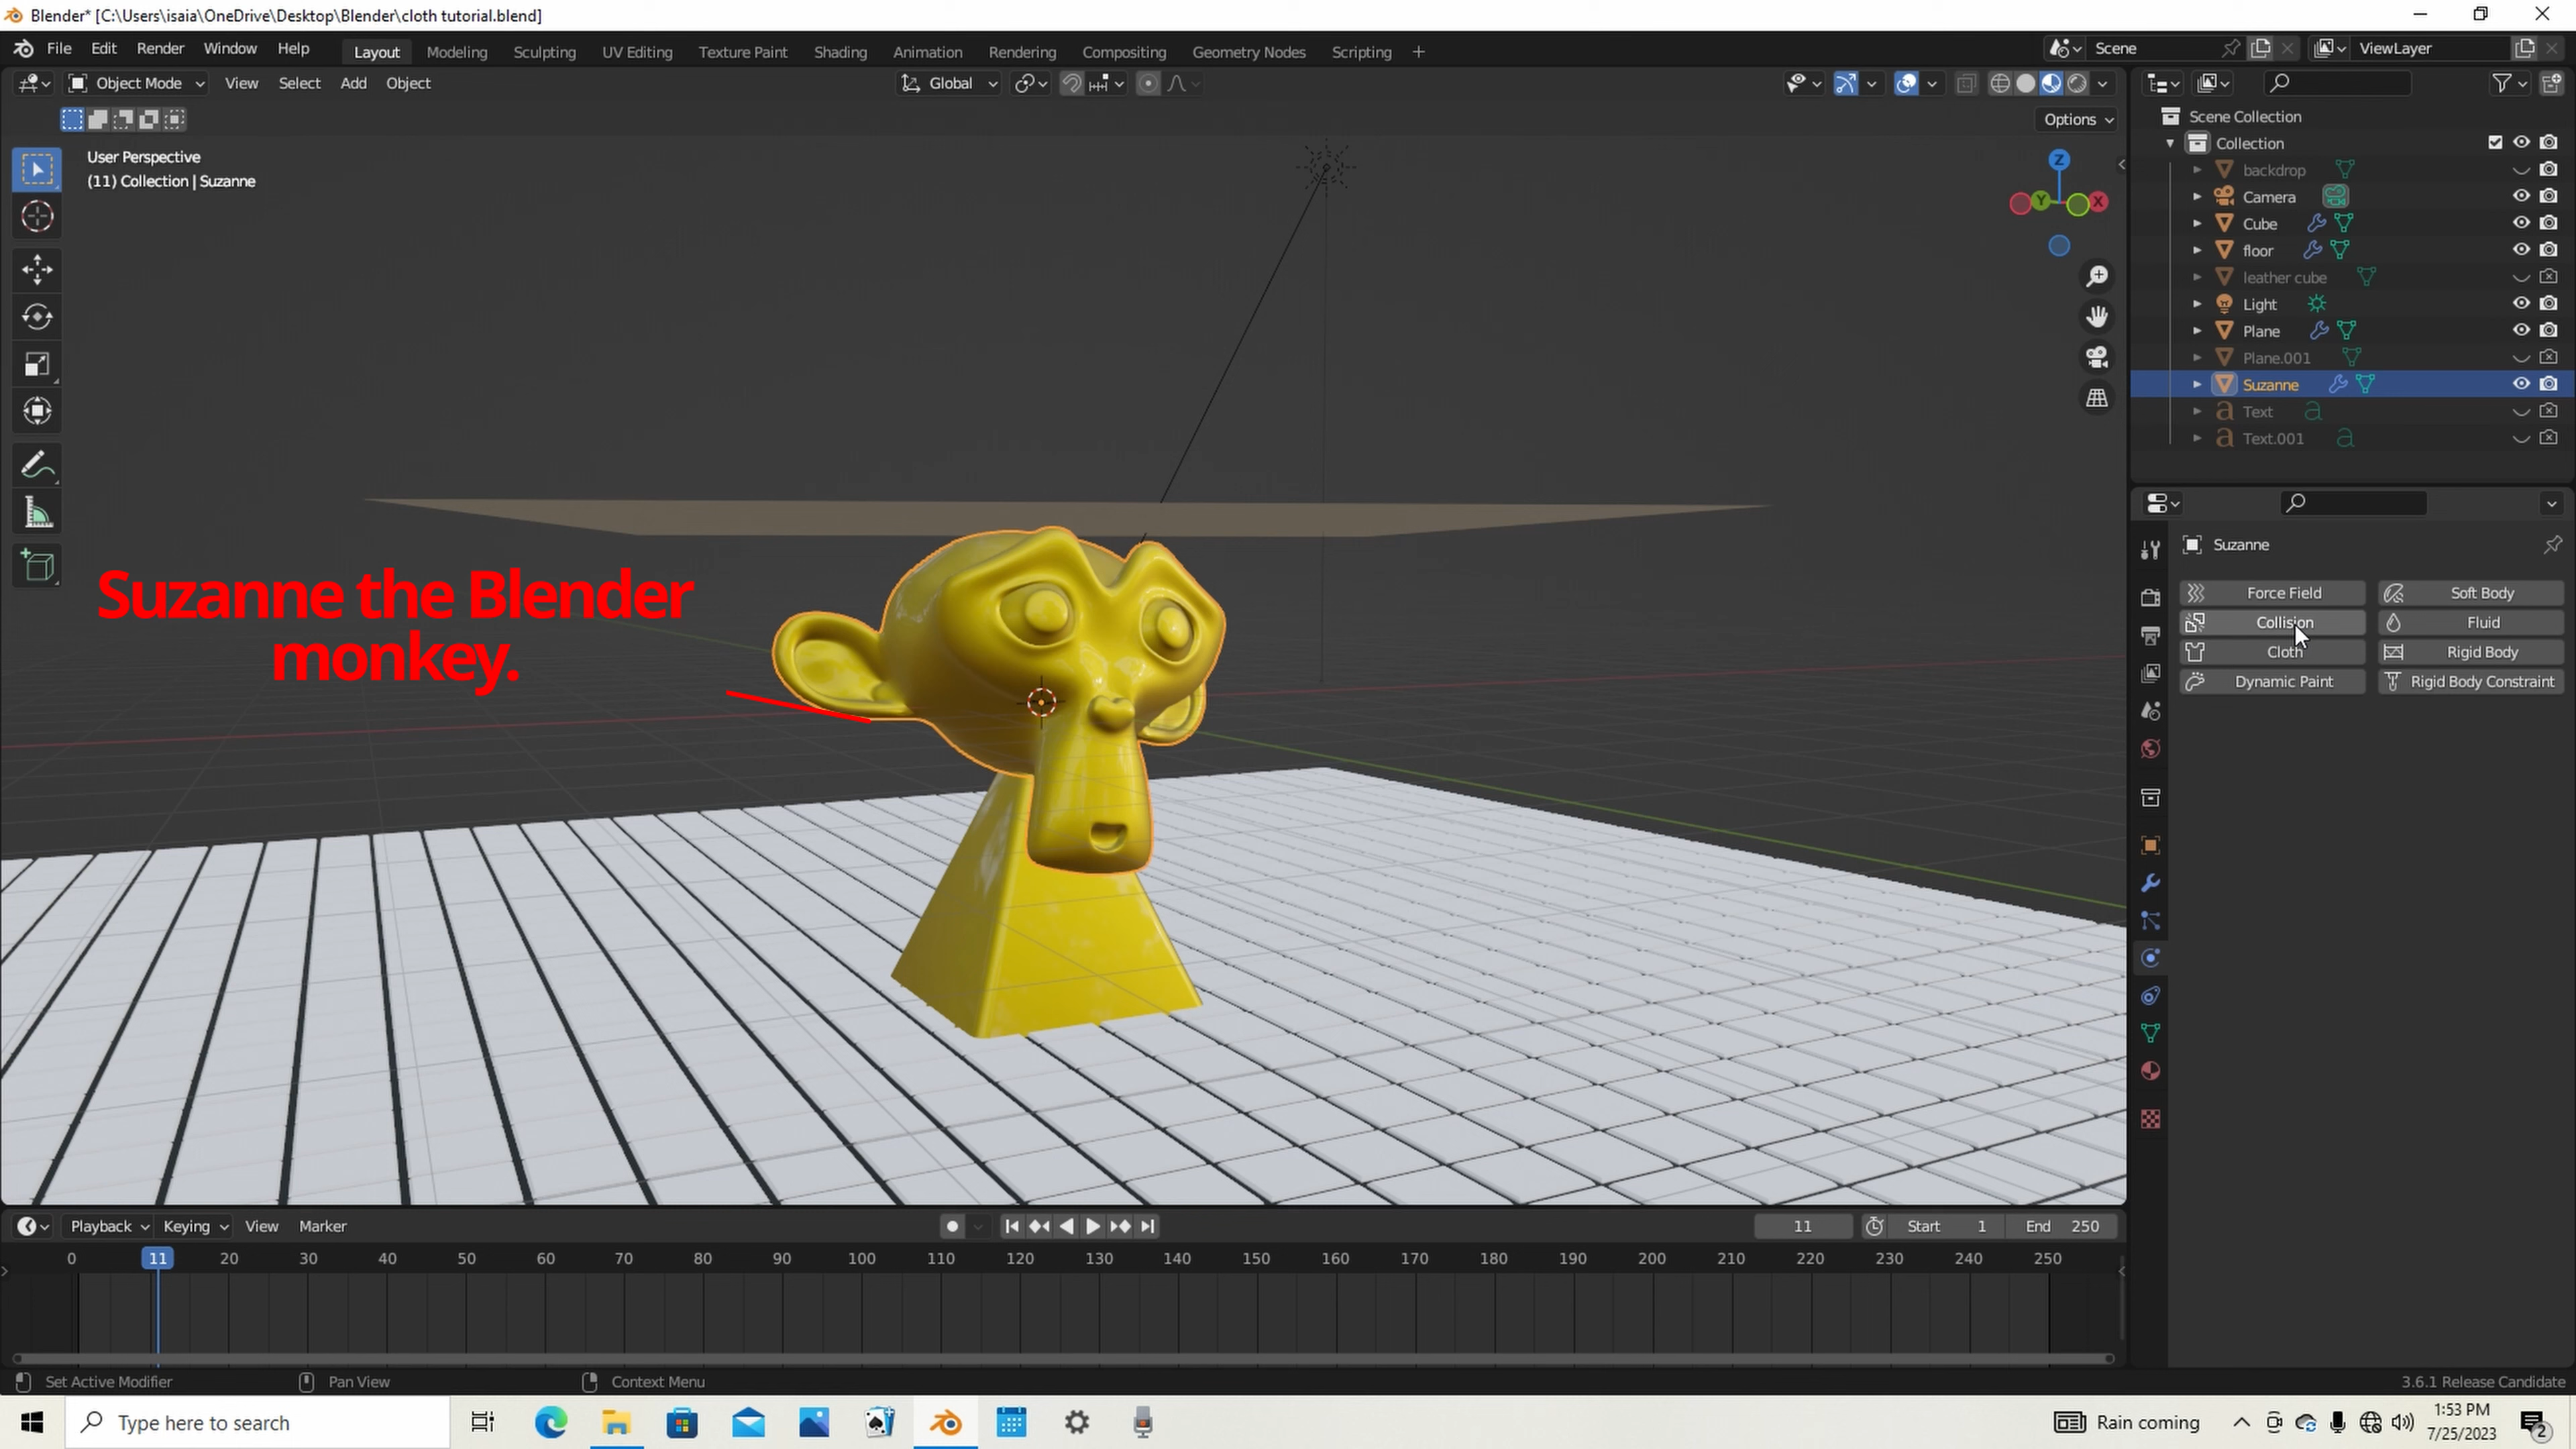 Blender* [C:\Users\isaia\OneDrive\Desktop\Blender\cloth tutorial.blend]
File Edit Render Window Help Layout Modeling Sculpting UV Editing Texture Paint Shading Animation Rendering Compositing Geometry Nodes Scripting + Scene ViewLayer
Object Mode View Select Add Object Global
Options
User Perspective
(11) Collection | Suzanne
Z
Y
X
Scene Collection
Collection
backdrop
Camera
Cube
floor
leather cube
Light
Plane
Plane.001
Suzanne
Text
Text.001
Suzanne the Blender
monkey.
Suzanne
Force Field Soft Body
Collision Fluid
Cloth Rigid Body
Dynamic Paint Rigid Body Constraint
Playback Keying View Marker 11 Start 1 End 250
0 11 20 30 40 50 60 70 80 90 100 110 120 130 140 150 160 170 180 190 200 210 220 230 240 250
Set Active Modifier Pan View Context Menu 3.6.1 Release Candidate
Type here to search Rain coming 1:53 PM
7/25/2023 2